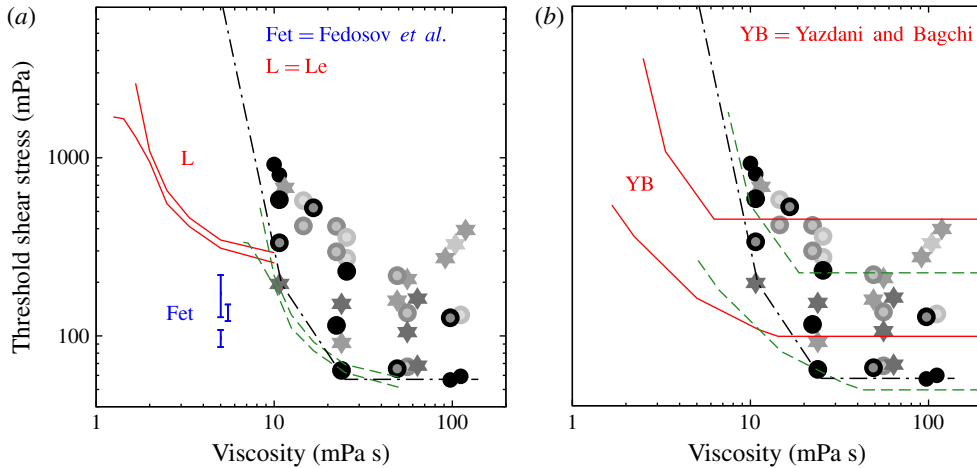 (a)
Fet = Fedosov et al.
L = Le
L
Fet
1000
100
Threshold shear stress (mPa)
1
10
100
Viscosity (mPa s)
(b)
YB = Yazdani and Bagchi
YB
1
10
100
Viscosity (mPa s)